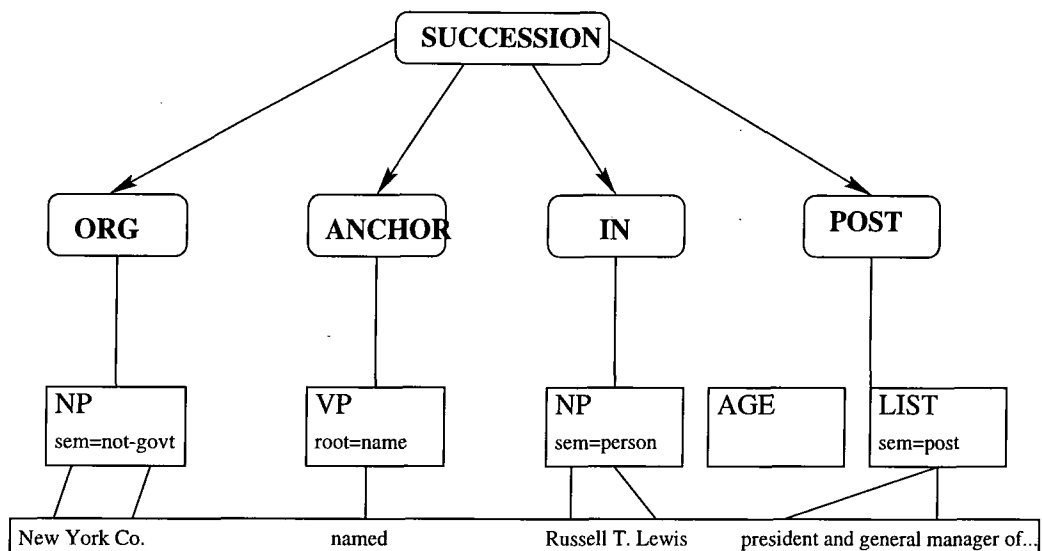 SUCCESSION
ORG ANCHOR IN POST
NP VP NP AGE LIST
sem=not-govt root=name sem=person sem=post
New York Co. named Russell T. Lewis president and general manager of...